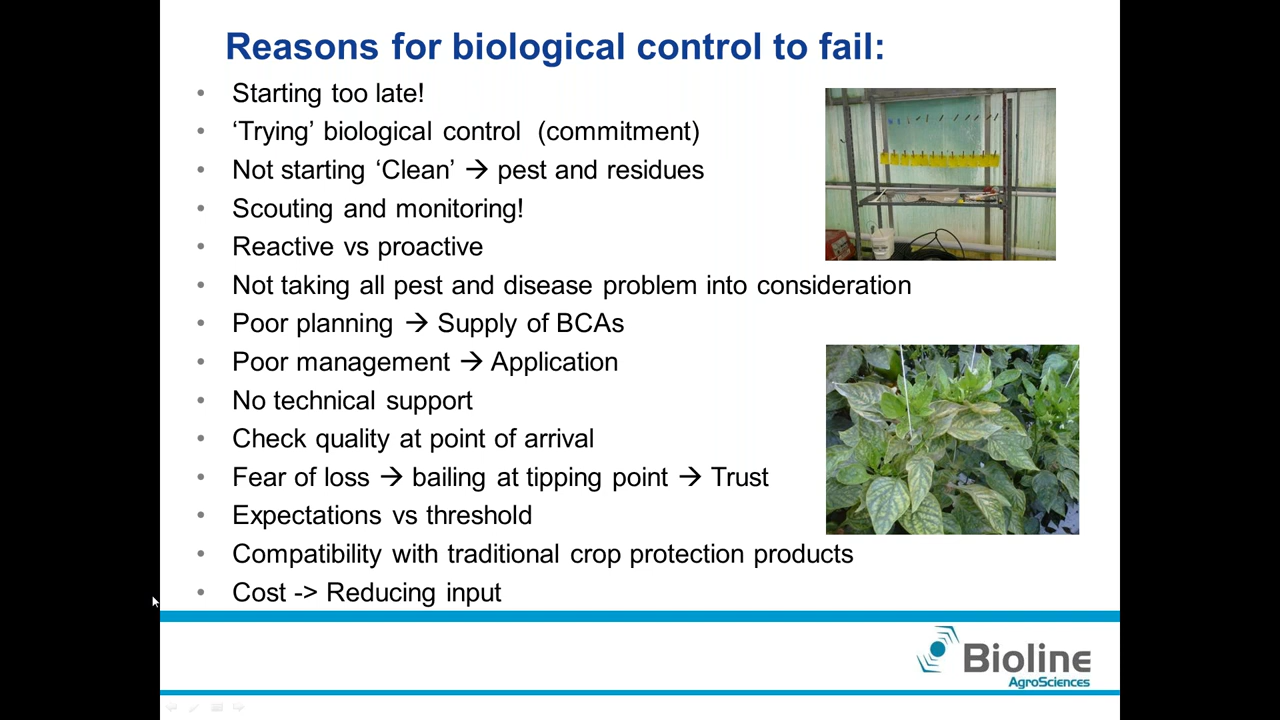 Reasons for biological control to fail:
• Starting too late!
• ‘Trying’ biological control (commitment)
• Not starting ‘Clean’ → pest and residues
• Scouting and monitoring!
• Reactive vs proactive
• Not taking all pest and disease problem into consideration
• Poor planning → Supply of BCAs
• Poor management → Application
• No technical support
• Check quality at point of arrival
• Fear of loss → bailing at tipping point → Trust
• Expectations vs threshold
• Compatibility with traditional crop protection products
• Cost -> Reducing input
Bioline
AgroSciences